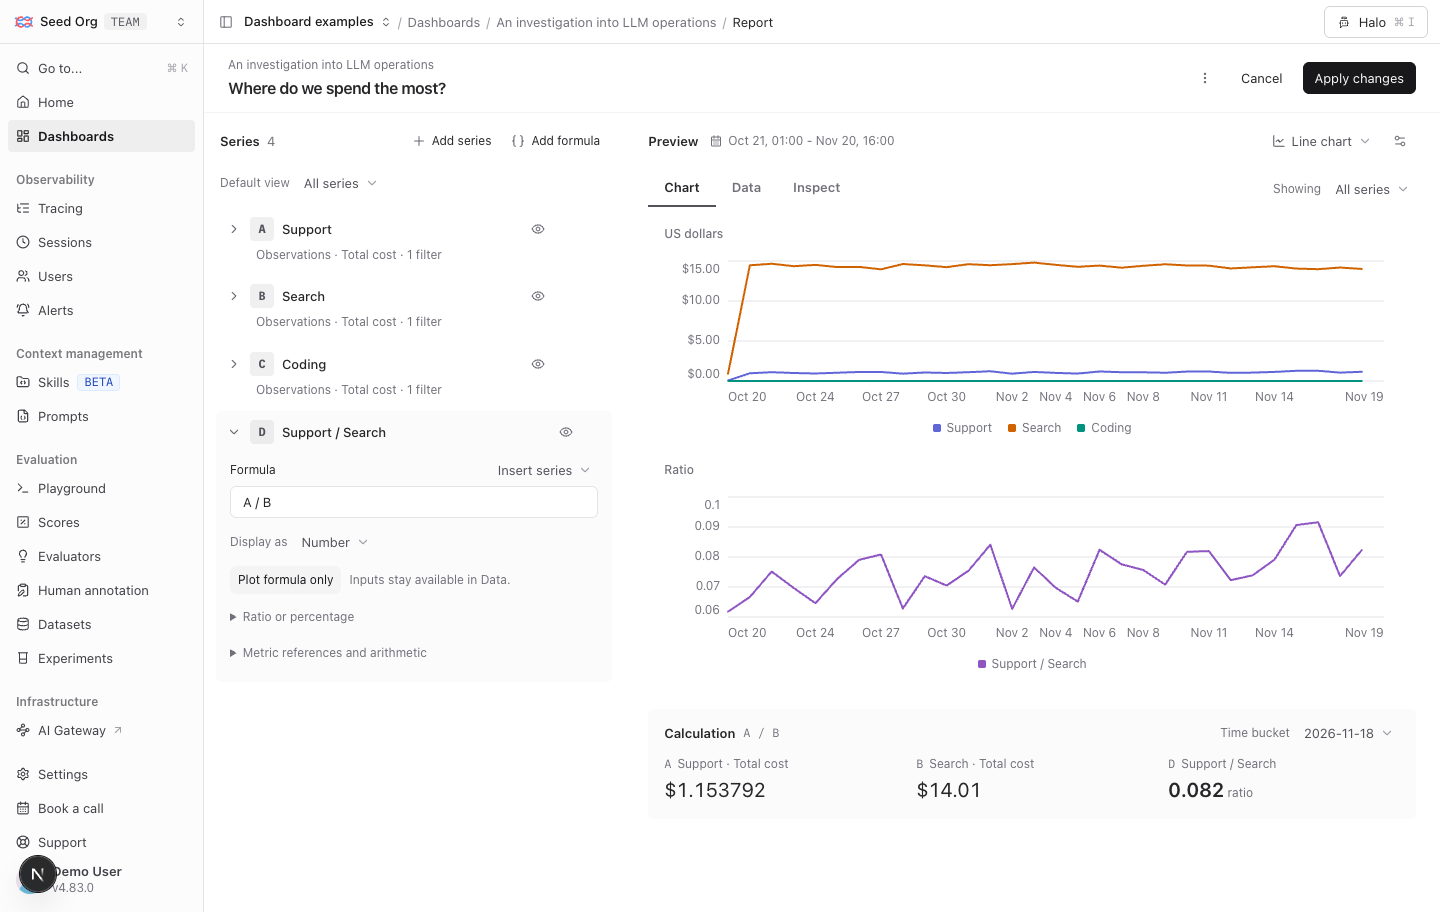 Seed Org TEAM
Go to... ⌘ K
Home
Dashboards
Observability
Tracing
Sessions
Users
Alerts
Context management
Skills BETA
Prompts
Evaluation
Playground
Scores
Evaluators
Human annotation
Datasets
Experiments
Infrastructure
AI Gateway
Settings
Book a call
Support
N
Demo User
v4.83.0
Dashboard examples / Dashboards / An investigation into LLM operations / Report
Halo ⌘ I
An investigation into LLM operations
Where do we spend the most?
Cancel
Apply changes
Series 4
Add series
Add formula
Default view All series
A Support
Observations · Total cost · 1 filter
B Search
Observations · Total cost · 1 filter
C Coding
Observations · Total cost · 1 filter
D Support / Search
Formula
Insert series
A / B
Display as Number
Plot formula only Inputs stay available in Data.
Ratio or percentage
Metric references and arithmetic
Preview Oct 21, 01:00 - Nov 20, 16:00
Line chart
Chart Data Inspect
Showing All series
US dollars
$15.00
$10.00
$5.00
$0.00
Oct 20 Oct 24 Oct 27 Oct 30 Nov 2 Nov 4 Nov 6 Nov 8 Nov 11 Nov 14 Nov 19
Support Search Coding
Ratio
0.1
0.09
0.08
0.07
0.06
Oct 20 Oct 24 Oct 27 Oct 30 Nov 2 Nov 4 Nov 6 Nov 8 Nov 11 Nov 14 Nov 19
Support / Search
Calculation A / B
Time bucket 2026-11-18
A Support · Total cost
$1.153792
B Search · Total cost
$14.01
D Support / Search
0.082 ratio